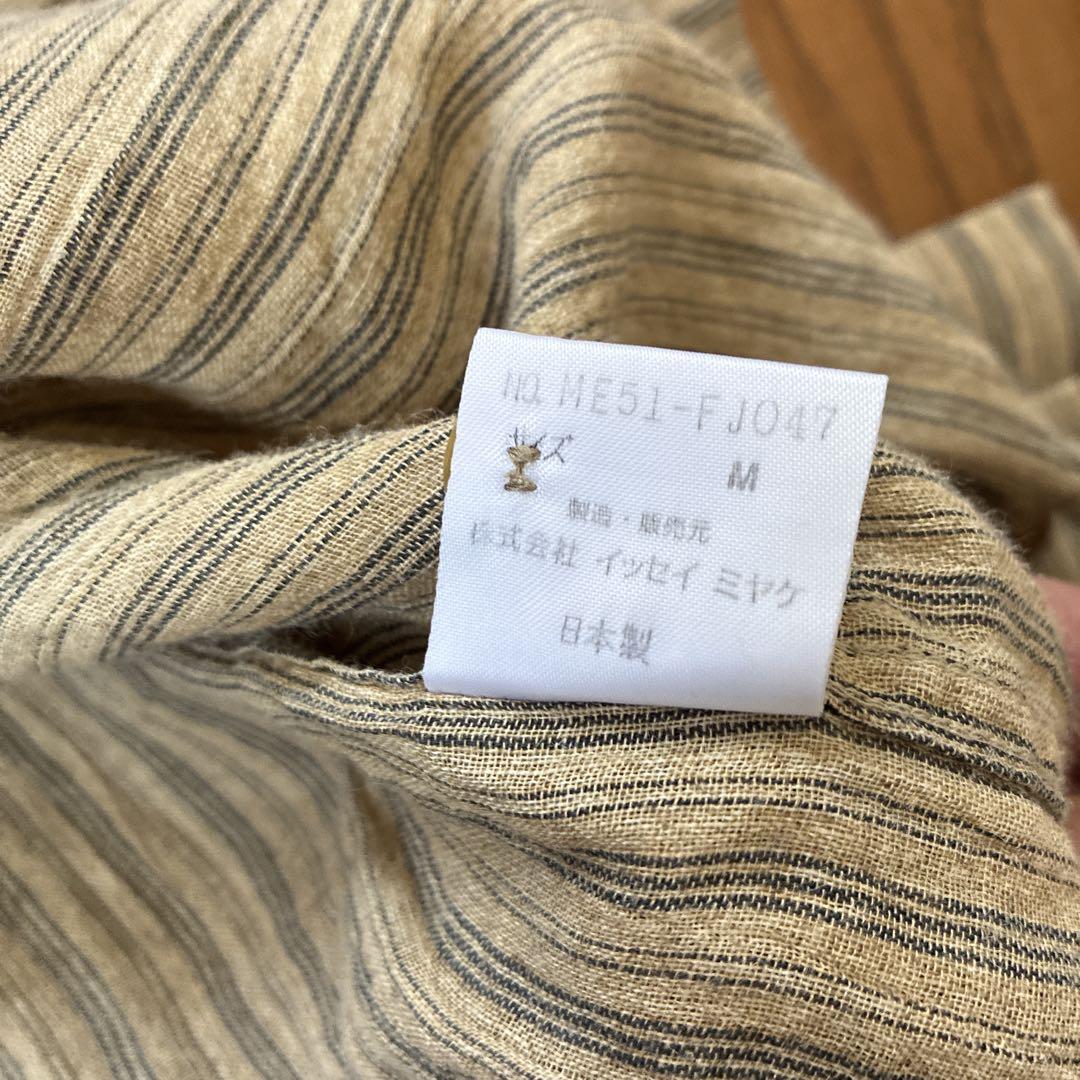 NO. ME51-FJ047
サイズ M
製造・販売元
株式会社 イッセイ ミヤケ
日本製